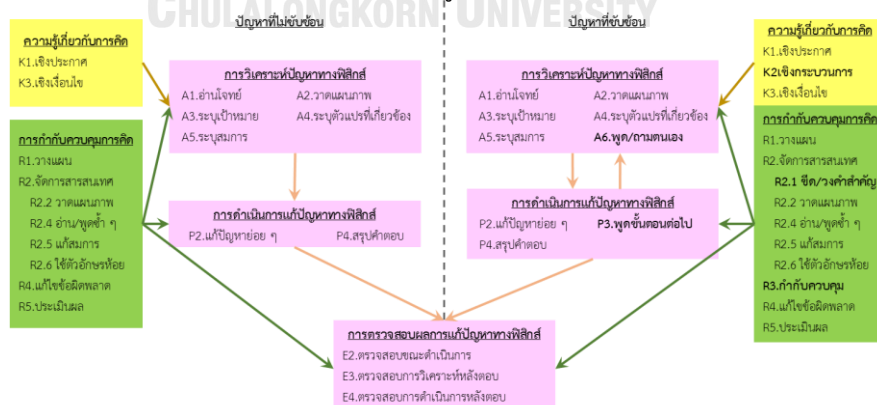 CHULALONGKORN UNIVERSITY
ปัญหาที่ไม่ซับซ้อน
ปัญหาที่ซับซ้อน
ความรู้เกี่ยวกับการคิด
K1.เชิงประกาศ
K3.เชิงเงื่อนไข
การกำกับควบคุมการคิด
R1.วางแผน
R2.จัดการสารสนเทศ
R2.2 วาดแผนภาพ
R2.4 อ่าน/พูดซ้ำ ๆ
R2.5 แก้สมการ
R2.6 ใช้ตัวอักษรห้อย
R4.แก้ไขข้อผิดพลาด
R5.ประเมินผล
การวิเคราะห์ปัญหาทางฟิสิกส์
A1.อ่านโจทย์ A2.วาดแผนภาพ
A3.ระบุเป้าหมาย A4.ระบุตัวแปรที่เกี่ยวข้อง
A5.ระบุสมการ
การดำเนินการแก้ปัญหาทางฟิสิกส์
P2.แก้ปัญหาย่อย ๆ P4.สรุปคำตอบ
การวิเคราะห์ปัญหาทางฟิสิกส์
A1.อ่านโจทย์ A2.วาดแผนภาพ
A3.ระบุเป้าหมาย A4.ระบุตัวแปรที่เกี่ยวข้อง
A5.ระบุสมการ A6.พูด/ถามตนเอง
การดำเนินการแก้ปัญหาทางฟิสิกส์
P2.แก้ปัญหาย่อย ๆ P3.พูดขั้นตอนต่อไป
P4.สรุปคำตอบ
ความรู้เกี่ยวกับการคิด
K1.เชิงประกาศ
K2เชิงกระบวนการ
K3.เชิงเงื่อนไข
การกำกับควบคุมการคิด
R1.วางแผน
R2.จัดการสารสนเทศ
R2.1 ขีด/วงคำสำคัญ
R2.2 วาดแผนภาพ
R2.4 อ่าน/พูดซ้ำ ๆ
R2.5 แก้สมการ
R2.6 ใช้ตัวอักษรห้อย
R3.กำกับควบคุม
R4.แก้ไขข้อผิดพลาด
R5.ประเมินผล
การตรวจสอบผลการแก้ปัญหาทางฟิสิกส์
E2.ตรวจสอบขณะดำเนินการ
E3.ตรวจสอบการวิเคราะห์หลังตอบ
E4.ตรวจสอบการดำเนินการหลังตอบ